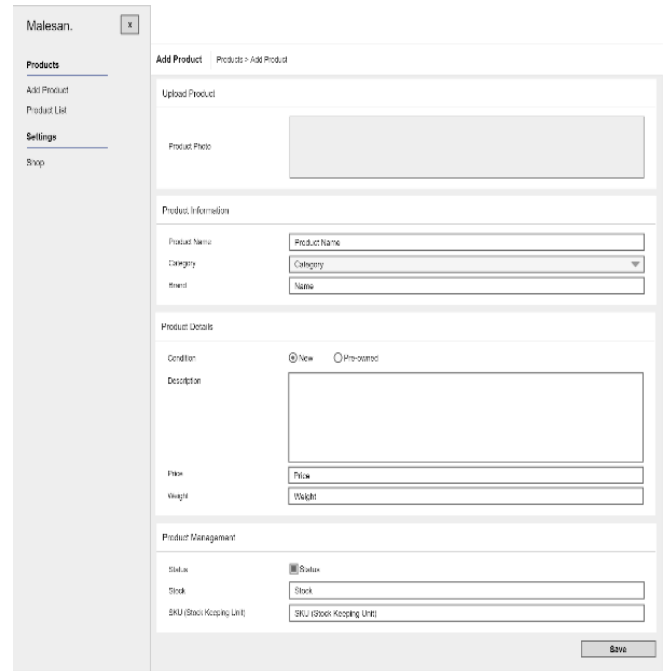 Malesan.
x
Products
Add Product
Product List
Settings
Shop
Add Product Products > Add Product
Upload Product
Product Photo
Product Information
Product Name Product Name
Category Category
Brand Name
Product Details
Condition New Pre-owned
Description
Price Price
Weight Weight
Product Management
Status Status
Stock Stock
SKU (Stock Keeping Unit) SKU (Stock Keeping Unit)
Save